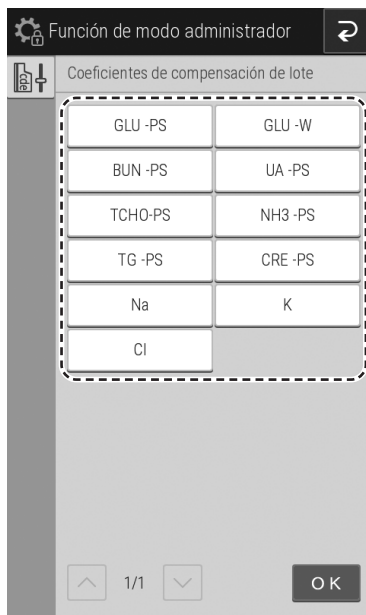 Función de modo administrador
Coeficientes de compensación de lote
GLU -PS
GLU -W
BUN -PS
UA -PS
TCHO-PS
NH3 -PS
TG -PS
CRE -PS
Na
K
Cl
1/1
OK